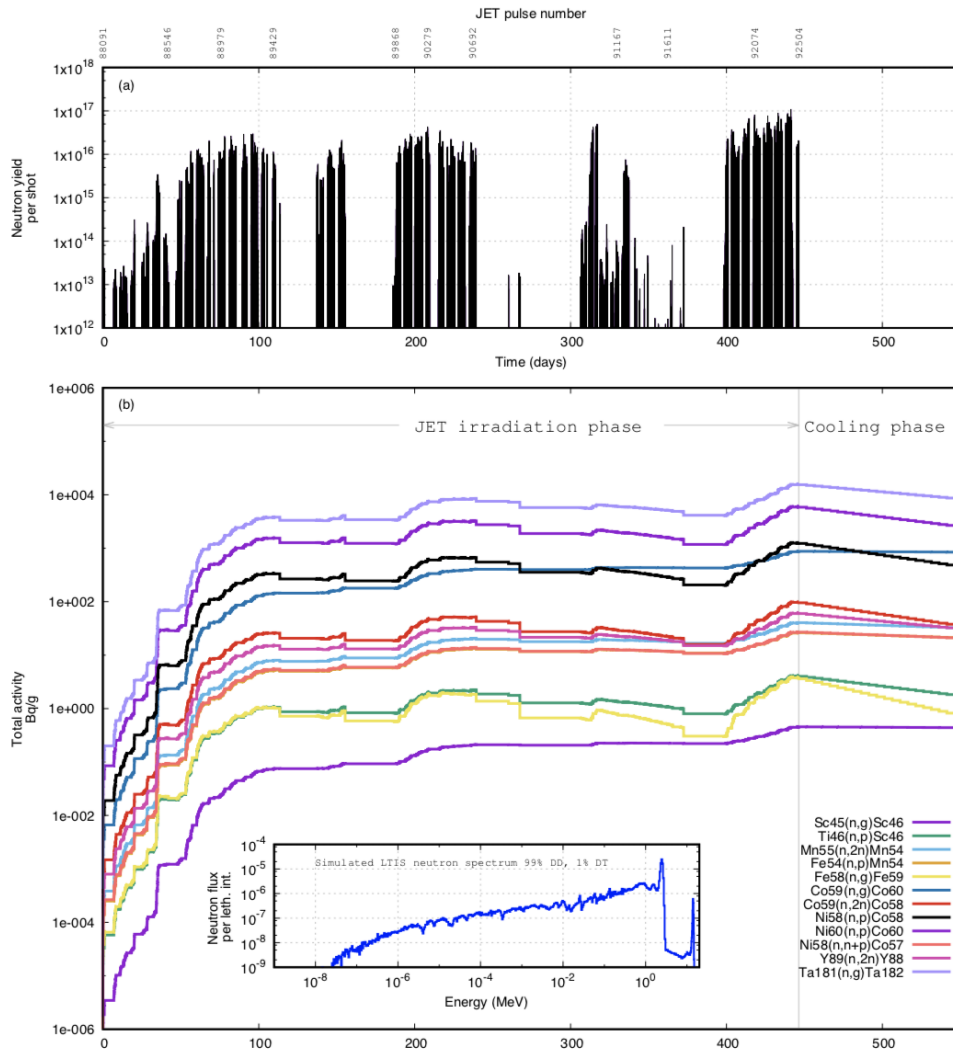 JET pulse number
88091 88546 88979 89429 89868 90279 90692 91167 91611 92074 92504
(a)
1x10^18
1x10^17
1x10^16
1x10^15
1x10^14
1x10^13
1x10^12
Neutron yield
per shot
0 100 200 300 400 500
Time (days)
(b)
1e+006
JET irradiation phase Cooling phase
1e+004
1e+002
1e+000
1e-002
1e-004
1e-006
Total activity
Bq/g
Sc45(n,g)Sc46
Ti46(n,p)Sc46
Mn55(n,2n)Mn54
Fe54(n,p)Mn54
Fe58(n,g)Fe59
Co59(n,g)Co60
Co59(n,2n)Co58
Ni58(n,p)Co58
Ni60(n,p)Co60
Ni58(n,n+p)Co57
Y89(n,2n)Y88
Ta181(n,g)Ta182
Simulated LTIS neutron spectrum 99% DD, 1% DT
10^-4
10^-5
10^-6
10^-7
10^-8
10^-9
Neutron flux
per leth. int.
10^-8 10^-6 10^-4 10^-2 10^0
Energy (MeV)
0 100 200 300 400 500